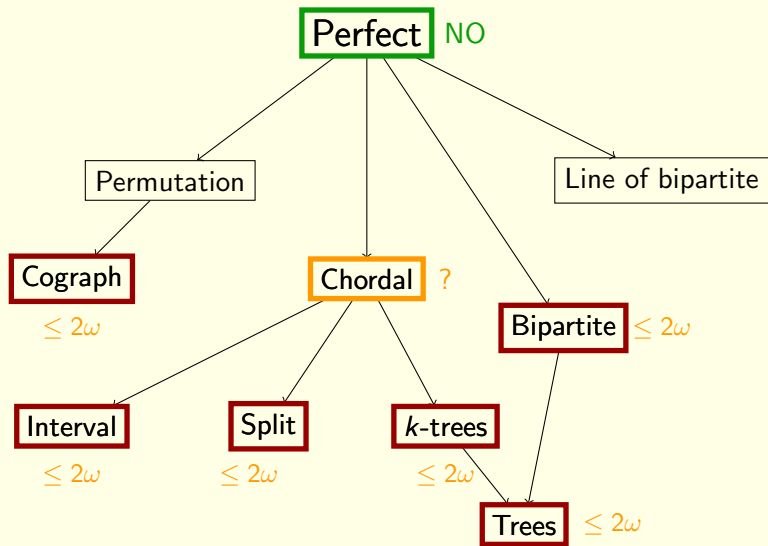 Perfect NO
Permutation
Line of bipartite
Cograph
≤ 2ω
Chordal ?
Bipartite ≤ 2ω
Interval
≤ 2ω
Split
≤ 2ω
k-trees
≤ 2ω
Trees ≤ 2ω